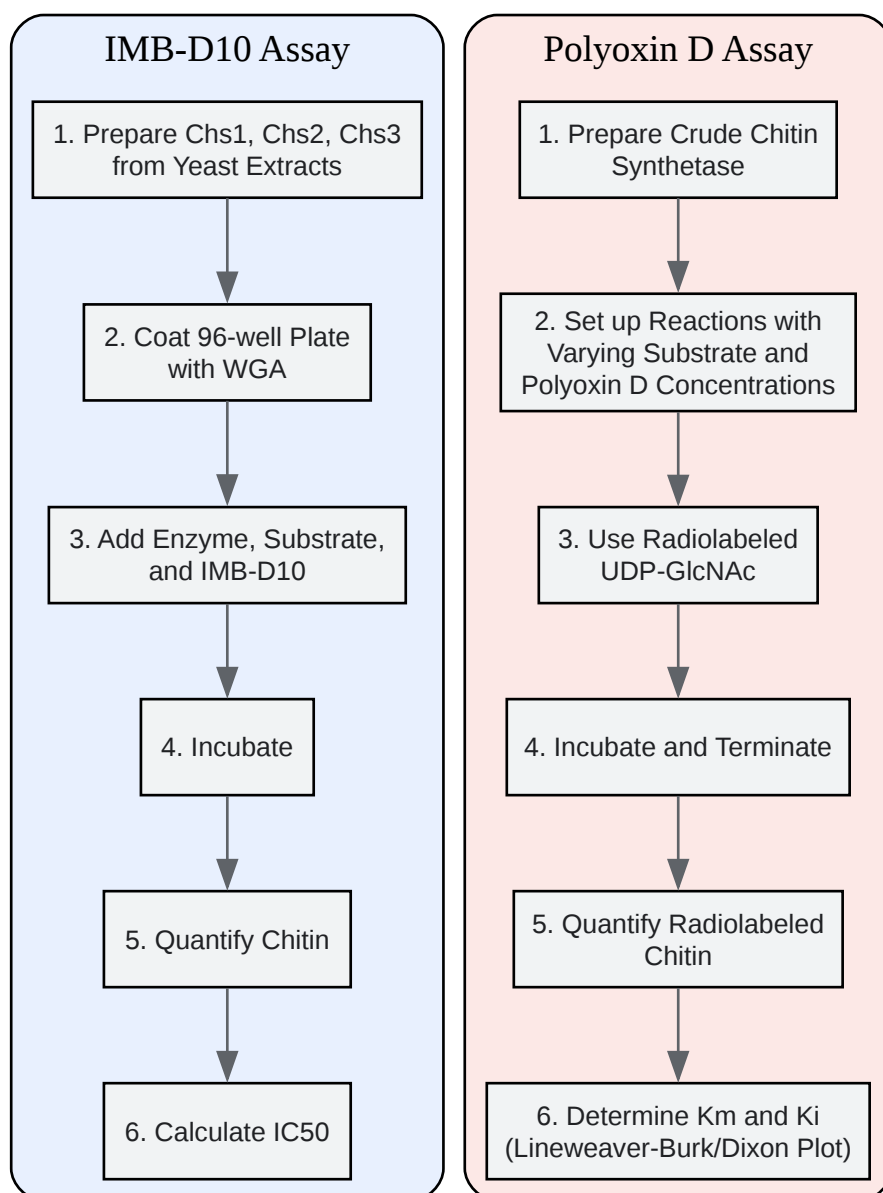 IMB-D10 Assay
1. Prepare Chs1, Chs2, Chs3
from Yeast Extracts
2. Coat 96-well Plate
with WGA
3. Add Enzyme, Substrate,
and IMB-D10
4. Incubate
5. Quantify Chitin
6. Calculate IC50
Polyoxin D Assay
1. Prepare Crude Chitin
Synthetase
2. Set up Reactions with
Varying Substrate and
Polyoxin D Concentrations
3. Use Radiolabeled
UDP-GlcNAc
4. Incubate and Terminate
5. Quantify Radiolabeled
Chitin
6. Determine Km and Ki
(Lineweaver-Burk/Dixon Plot)